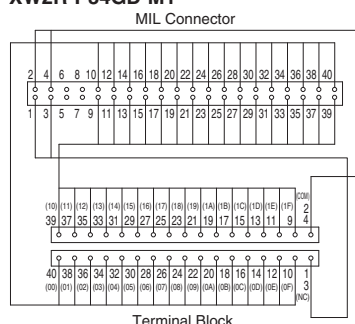 MIL Connector
2 4 6 8 10 12 14 16 18 20 22 24 26 28 30 32 34 36 38 40
1 3 5 7 9 11 13 15 17 19 21 23 25 27 29 31 33 35 37 39
(10) (11) (12) (13) (14) (15) (16) (17) (18) (19) (1A) (1B) (1C) (1D) (1E) (1F) (COM)
2
39 37 35 33 31 29 27 25 23 21 19 17 15 13 11 9 4
40 38 36 34 32 30 28 26 24 22 20 18 16 14 12 10 1
(00) (01) (02) (03) (04) (05) (06) (07) (08) (09) (0A) (0B) (0C) (0D) (0E) (0F) 3
(NC)
Terminal Block